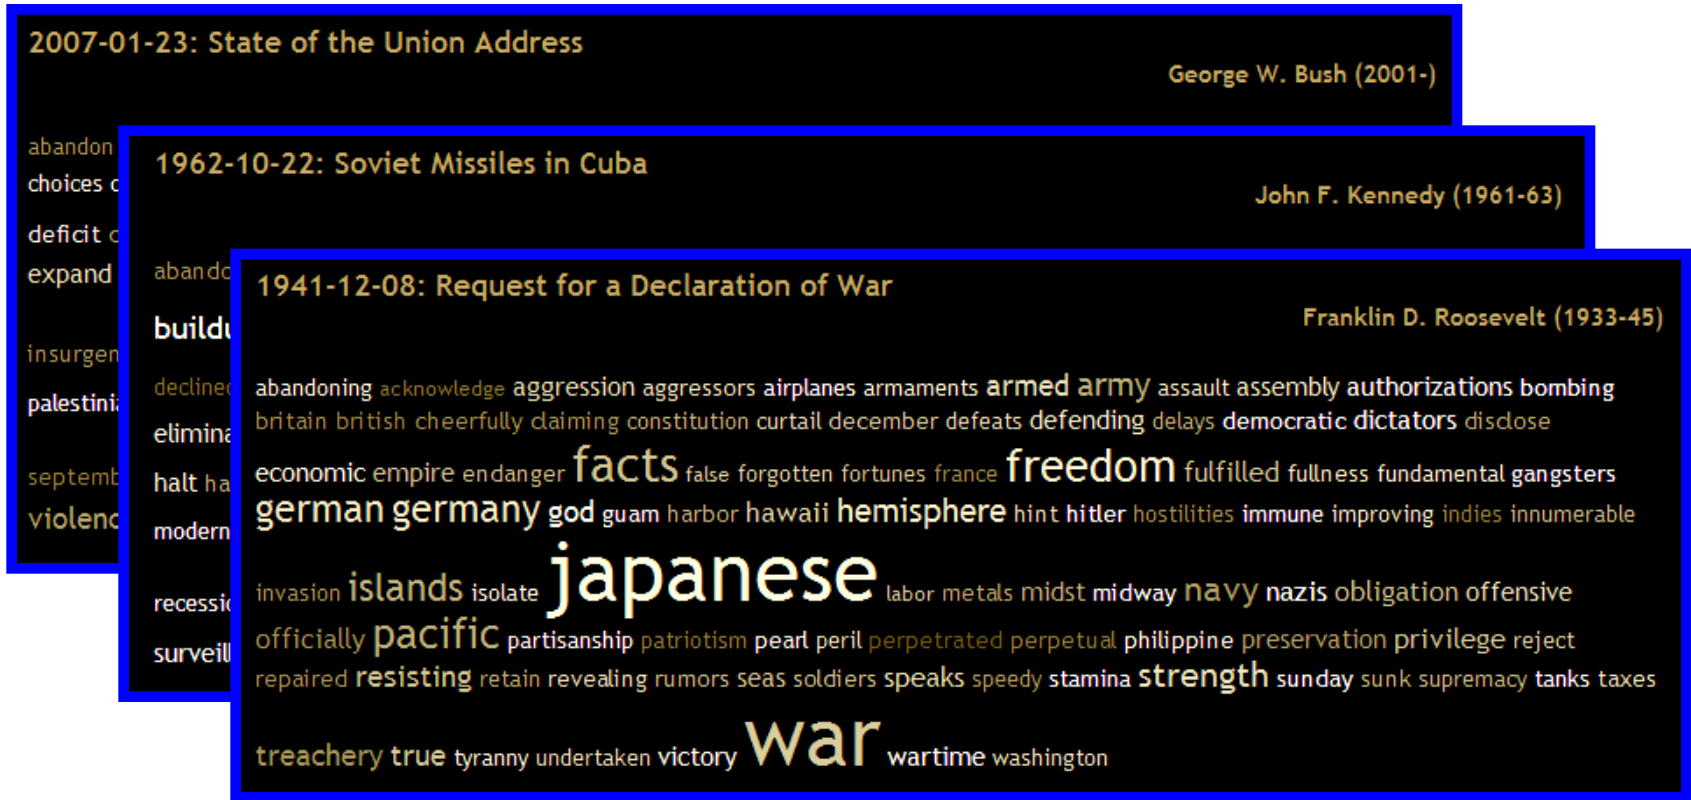 2007-01-23: State of the Union Address
George W. Bush (2001-)
abandon
choices
deficit
expand
palestini
septemb
violenc
1962-10-22: Soviet Missiles in Cuba
John F. Kennedy (1961-63)
abando
buildu
declined
elimina
halt ha
modern
recessio
surveill
1941-12-08: Request for a Declaration of War
Franklin D. Roosevelt (1933-45)
abandoning acknowledge aggression aggressors airplanes armaments armed army assault assembly authorizations bombing
britain british cheerfully claiming constitution curtail december defeats defending delays democratic dictators disclose
economic empire endanger facts false forgotten fortunes france freedom fulfilled fullness fundamental gangsters
german germany god guam harbor hawaii hemisphere hint hitler hostilities immune improving indies innumerable
invasion islands isolate japanese labor metals midst midway navy nazis obligation offensive
officially pacific partisanship patriotism pearl peril perpetrated perpetual philippine preservation privilege reject
repaired resisting retain revealing rumors seas soldiers speaks speedy stamina strength sunday sunk supremacy tanks taxes
treachery true tyranny undertaken victory war wartime washington